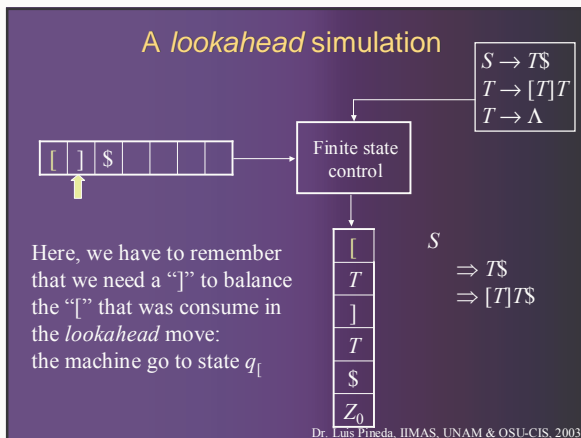 A lookahead simulation
S → T$
T → [T]T
T → Λ
[ ] $
Finite state
control
Here, we have to remember
that we need a “]” to balance
the “[” that was consume in
the lookahead move:
the machine go to state q[
[
T
]
T
$
Z0
S
⇒ T$
⇒ [T]T$
Dr. Luis Pineda, IIMAS, UNAM & OSU-CIS, 2003